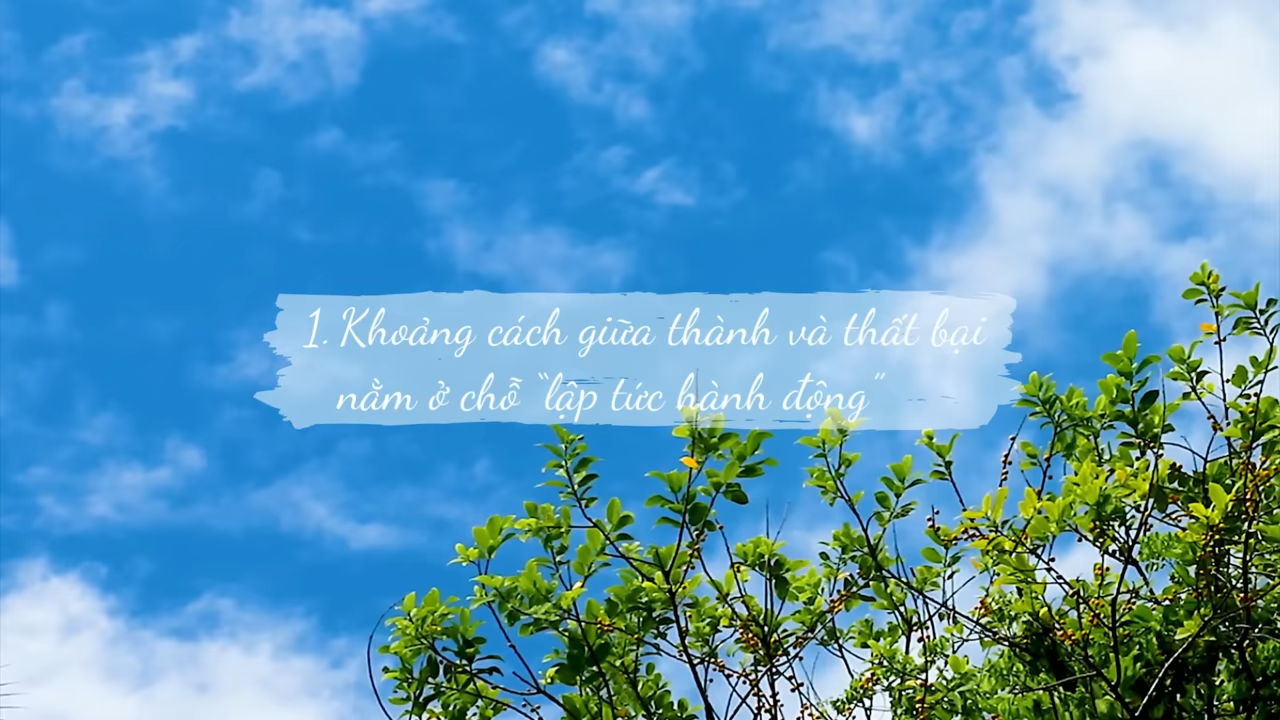 1. Khoảng cách giữa thành và thất bại
nằm ở chỗ “lập tức hành động”